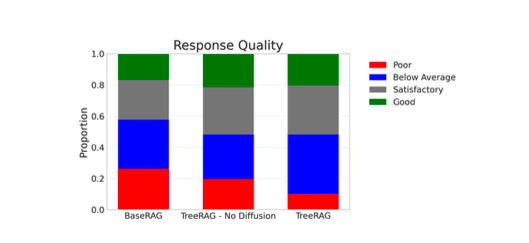 Response Quality
Proportion
1.0
0.8
0.6
0.4
0.2
0.0
BaseRAG
TreeRAG - No Diffusion
TreeRAG
Poor
Below Average
Satisfactory
Good